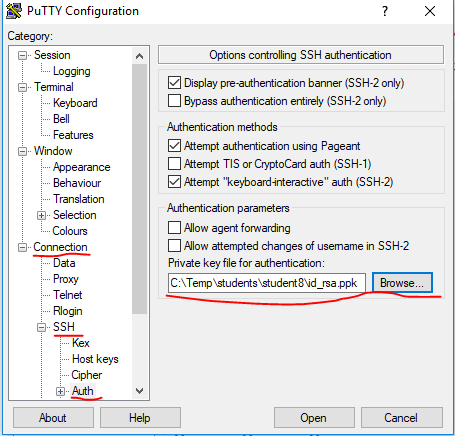 PuTTY Configuration
?
Category:
Session
Logging
Terminal
Keyboard
Bell
Features
Window
Appearance
Behaviour
Translation
Selection
Colours
Connection
Data
Proxy
Telnet
Rlogin
SSH
Kex
Host keys
Cipher
Auth
Options controlling SSH authentication
Display pre-authentication banner (SSH-2 only)
Bypass authentication entirely (SSH-2 only)
Authentication methods
Attempt authentication using Pageant
Attempt TIS or CryptoCard auth (SSH-1)
Attempt "keyboard-interactive" auth (SSH-2)
Authentication parameters
Allow agent forwarding
Allow attempted changes of username in SSH-2
Private key file for authentication:
C:\Temp\students\student8\id_rsa.ppk
Browse...
About
Help
Open
Cancel